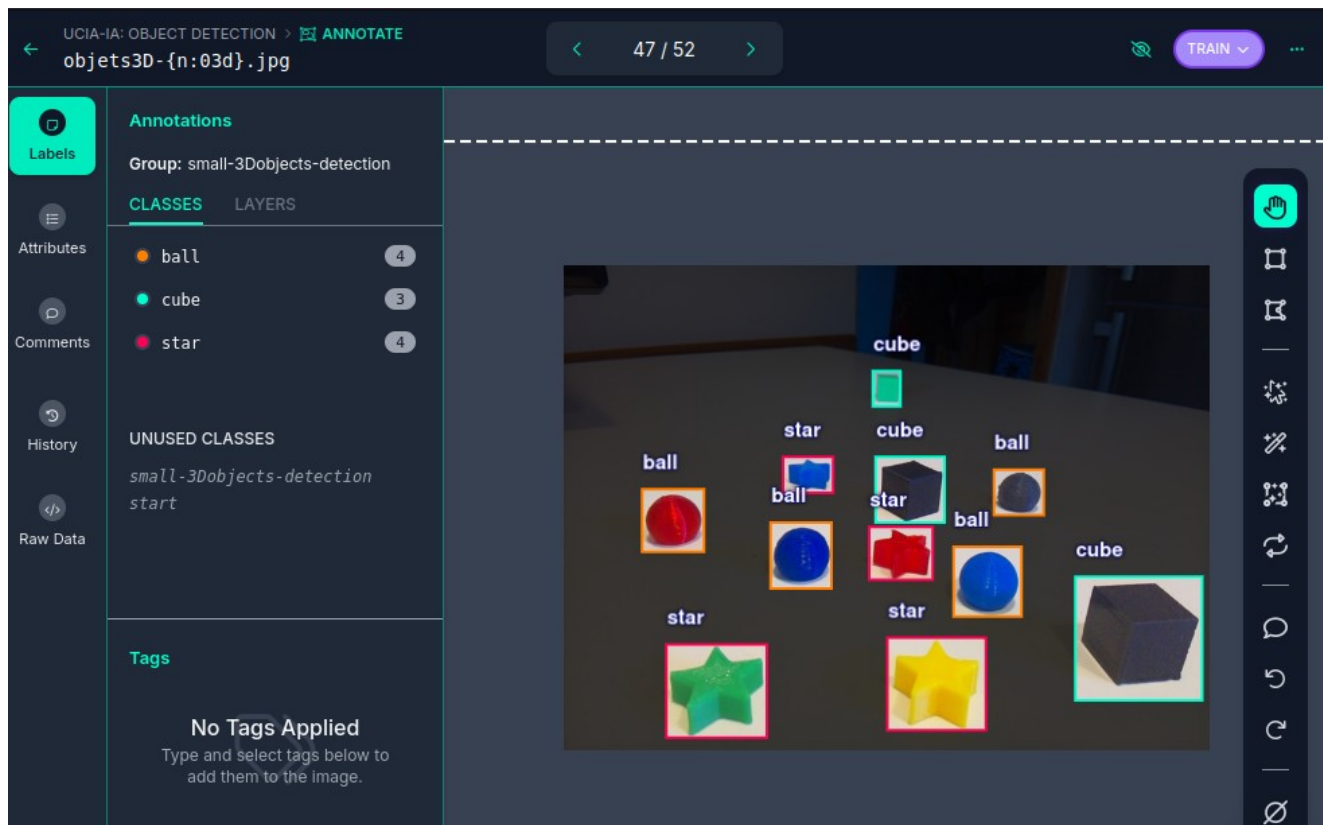 UCIA-IA: OBJECT DETECTION > ANNOTATE
objets3D-{n:03d}.jpg
47 / 52
TRAIN
Labels
Attributes
Comments
History
Raw Data
Annotations
Group: small-3Dobjects-detection
CLASSES LAYERS
ball 4
cube 3
star 4
UNUSED CLASSES
small-3Dobjects-detection
start
Tags
No Tags Applied
Type and select tags below to
add them to the image.
cube
star
cube
ball
ball
ball
star
ball
cube
star
star